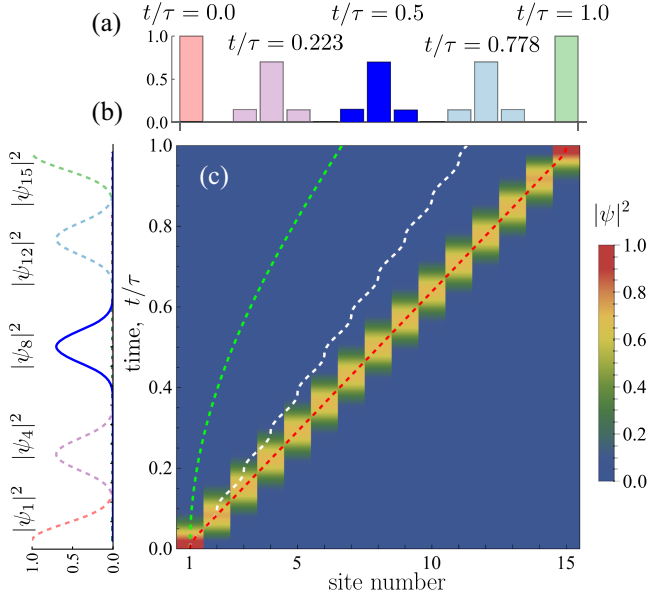 t/τ = 0.0
t/τ = 0.5
t/τ = 1.0
(a)
t/τ = 0.223
t/τ = 0.778
1.0
0.5
0.0
(b)
|ψ₁₅|²
|ψ₁₂|²
|ψ₈|²
|ψ₄|²
|ψ₁|²
1.0
0.5
0.0
time, t/τ
1.0
0.8
0.6
0.4
0.2
0.0
(c)
1
5
10
15
site number
|ψ|²
1.0
0.8
0.6
0.4
0.2
0.0